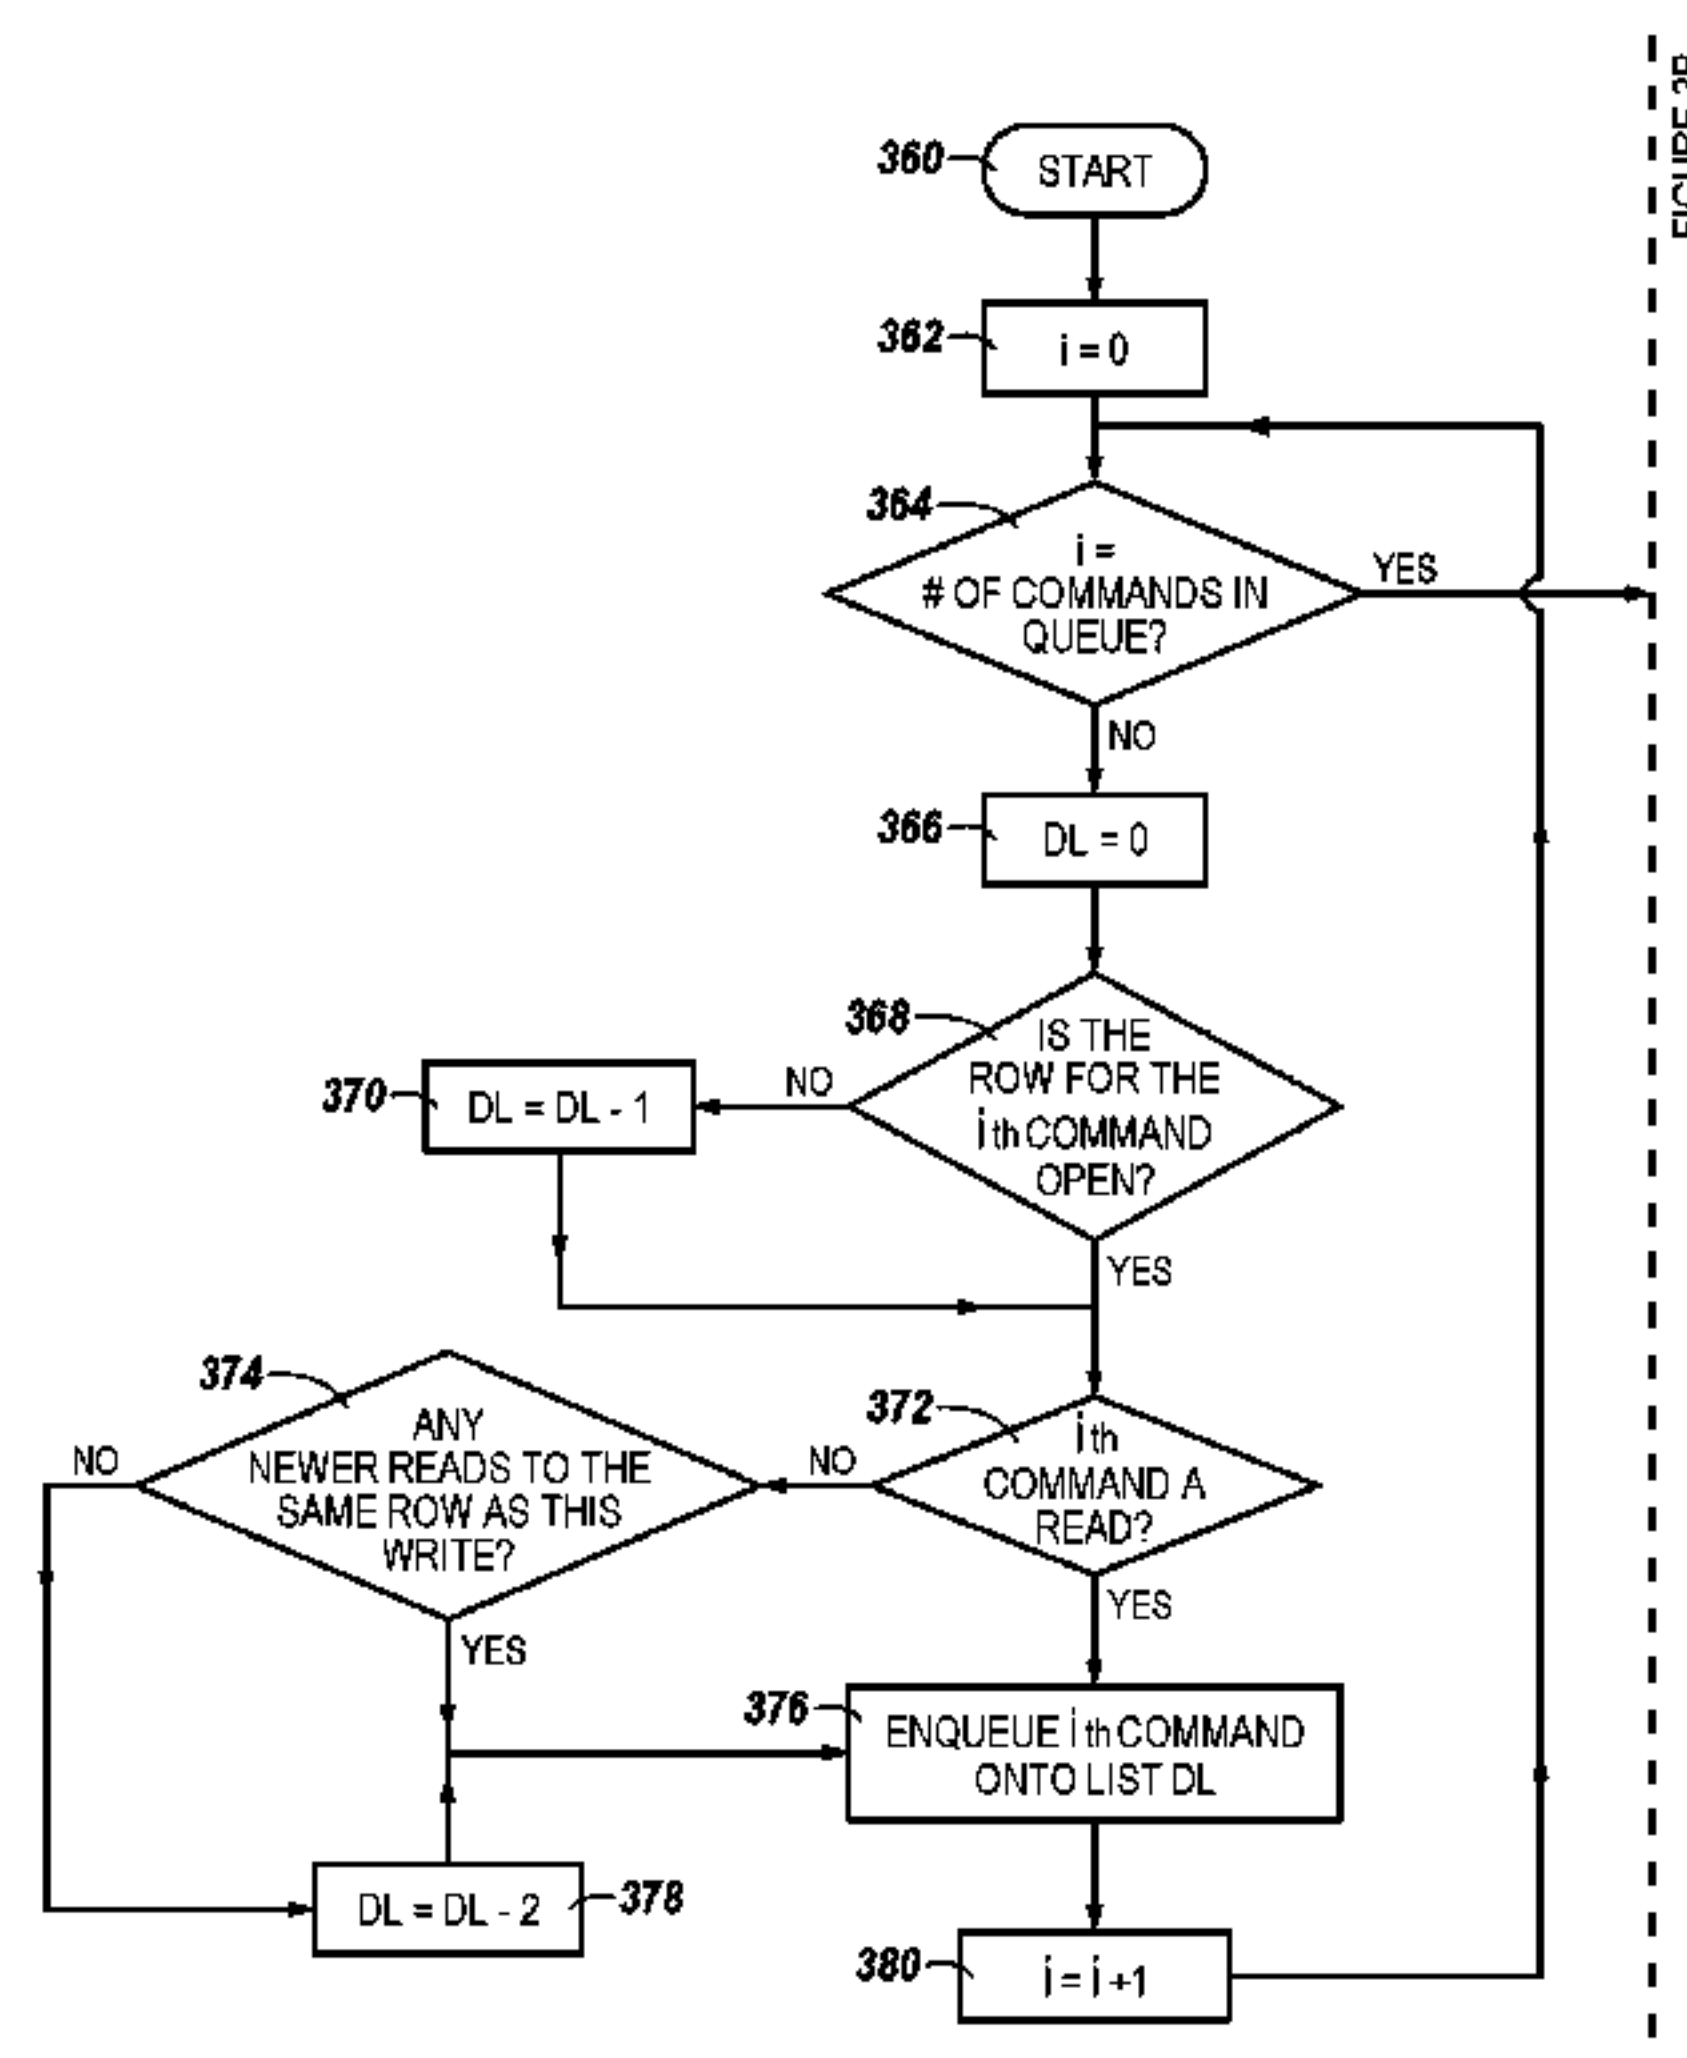 360
START
362
i = 0
364
i =
# OF COMMANDS IN
QUEUE?
YES
NO
366
DL = 0
368
IS THE
ROW FOR THE
i th COMMAND
OPEN?
NO
370
DL = DL - 1
YES
374
ANY
NEWER READS TO THE
SAME ROW AS THIS
WRITE?
NO
372
i th
COMMAND A
READ?
NO
YES
YES
376
ENQUEUE i th COMMAND
ONTO LIST DL
DL = DL - 2
378
380
i = i +1
FIGURE